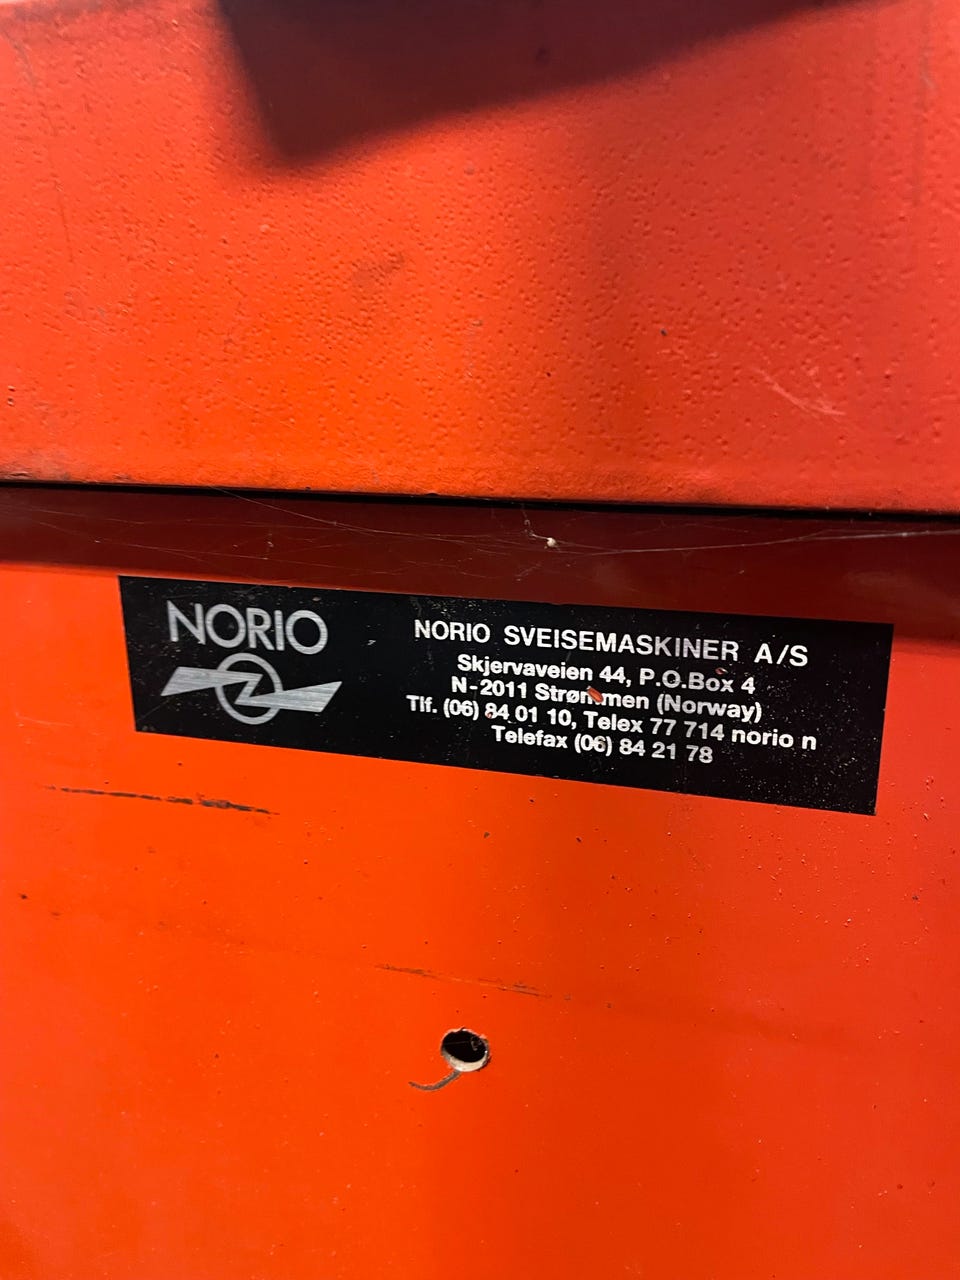 NORIO
NORIO SVEISEMASKINER A/S
Skjervaveien 44, P.O.Box 4
N-2011 Strømmen (Norway)
Tlf. (06) 84 01 10, Telex 77 714 norio n
Telefax (06) 84 21 78